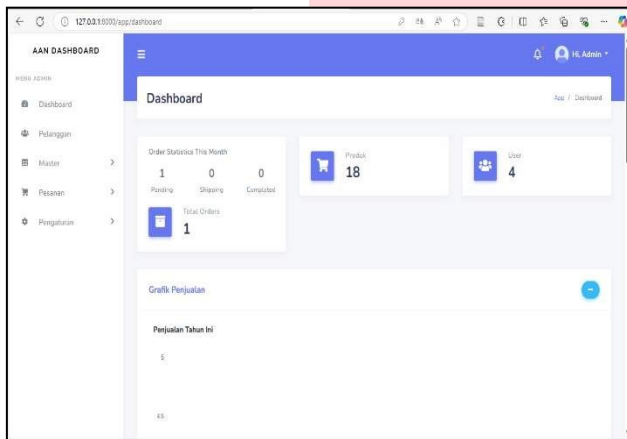 127.0.0.1:8000/app/dashboard
AAN DASHBOARD
Hi, Admin
MENU ADMIN
Dashboard
Dashboard
App / Dashboard
Pelanggan
Master
Pesanan
Pengaturan
Order Statistics This Month
1
0
0
Pending
Shipping
Completed
Total Orders
1
Produk
18
User
4
Grafik Penjualan
Penjualan Tahun Ini
5
4.5